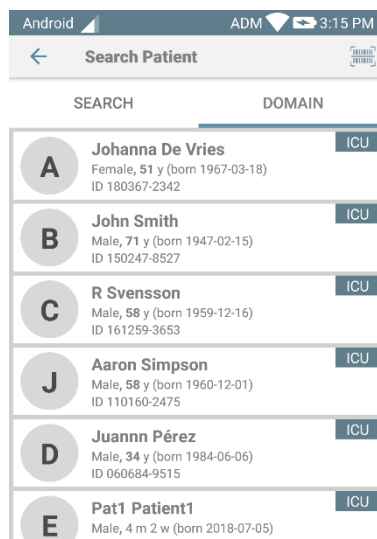 Android ADM 3:15 PM
Search Patient
SEARCH DOMAIN
ICU
A Johanna De Vries
Female, 51 y (born 1967-03-18)
ID 180367-2342
ICU
B John Smith
Male, 71 y (born 1947-02-15)
ID 150247-8527
ICU
C R Svensson
Male, 58 y (born 1959-12-16)
ID 161259-3653
ICU
J Aaron Simpson
Male, 58 y (born 1960-12-01)
ID 110160-2475
ICU
D Juannn Pérez
Male, 34 y (born 1984-06-06)
ID 060684-9515
ICU
E Pat1 Patient1
Male, 4 m 2 w (born 2018-07-05)